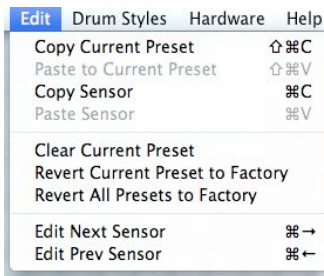 Edit Drum Styles Hardware Help
Copy Current Preset ⇧⌘C
Paste to Current Preset ⇧⌘V
Copy Sensor ⌘C
Paste Sensor ⌘V
Clear Current Preset
Revert Current Preset to Factory
Revert All Presets to Factory
Edit Next Sensor ⌘→
Edit Prev Sensor ⌘←